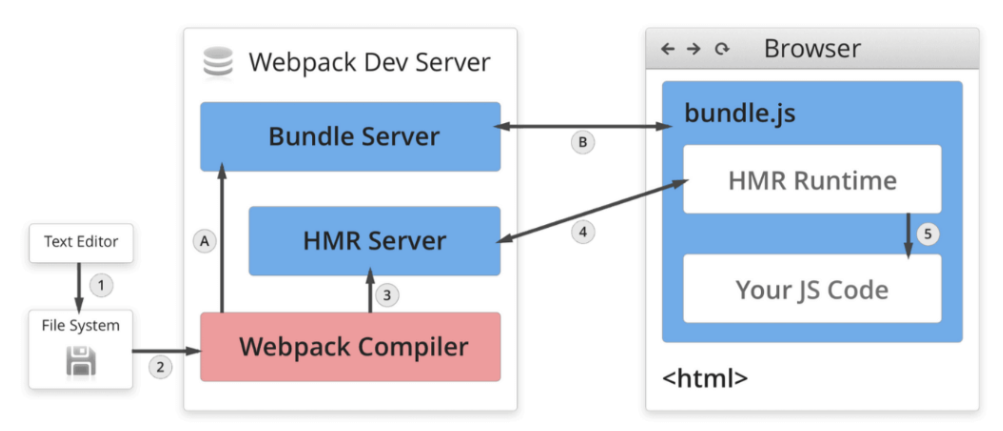 Webpack Dev Server
Bundle Server
A
HMR Server
3
Webpack Compiler
Text Editor
1
File System
2
B
4
Browser
bundle.js
HMR Runtime
5
Your JS Code
<html>